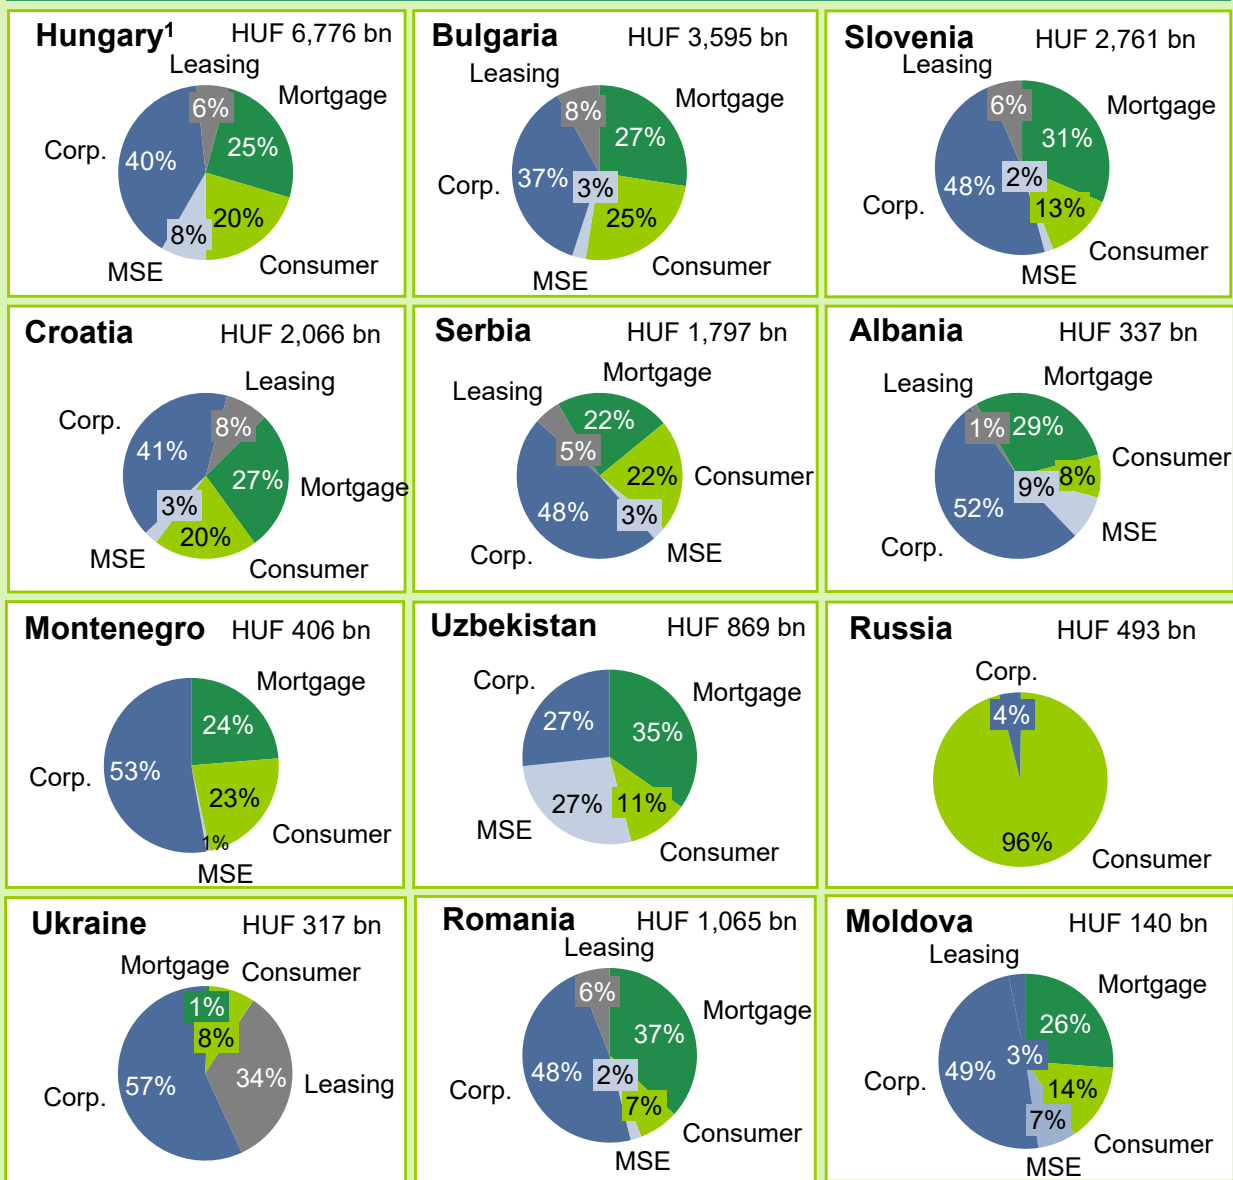 Hungary¹ HUF 6,776 bn
Leasing
Mortgage
6%
25%
Corp.
40%
20%
8%
MSE
Consumer
Bulgaria HUF 3,595 bn
Leasing
Mortgage
8%
27%
Corp.
37%
3%
25%
MSE
Consumer
Slovenia HUF 2,761 bn
Leasing
Mortgage
6%
31%
48%
2%
Corp.
13%
Consumer
MSE
Croatia HUF 2,066 bn
Leasing
Corp.
8%
41%
27%
Mortgage
3%
20%
MSE
Consumer
Serbia HUF 1,797 bn
Mortgage
Leasing
22%
5%
22%
Consumer
48%
3%
Corp.
MSE
Albania HUF 337 bn
Leasing
Mortgage
1%
29%
Consumer
8%
9%
52%
MSE
Corp.
Montenegro HUF 406 bn
Mortgage
24%
Corp.
53%
23%
Consumer
1%
MSE
Uzbekistan HUF 869 bn
Corp.
Mortgage
27%
35%
27%
11%
MSE
Consumer
Russia HUF 493 bn
Corp.
4%
96%
Consumer
Ukraine HUF 317 bn
Mortgage
Consumer
1%
8%
57%
34%
Leasing
Corp.
Romania HUF 1,065 bn
Leasing
6%
Mortgage
37%
48%
2%
Corp.
7%
Consumer
MSE
Moldova HUF 140 bn
Leasing
Mortgage
26%
3%
49%
Corp.
14%
7%
Consumer
MSE